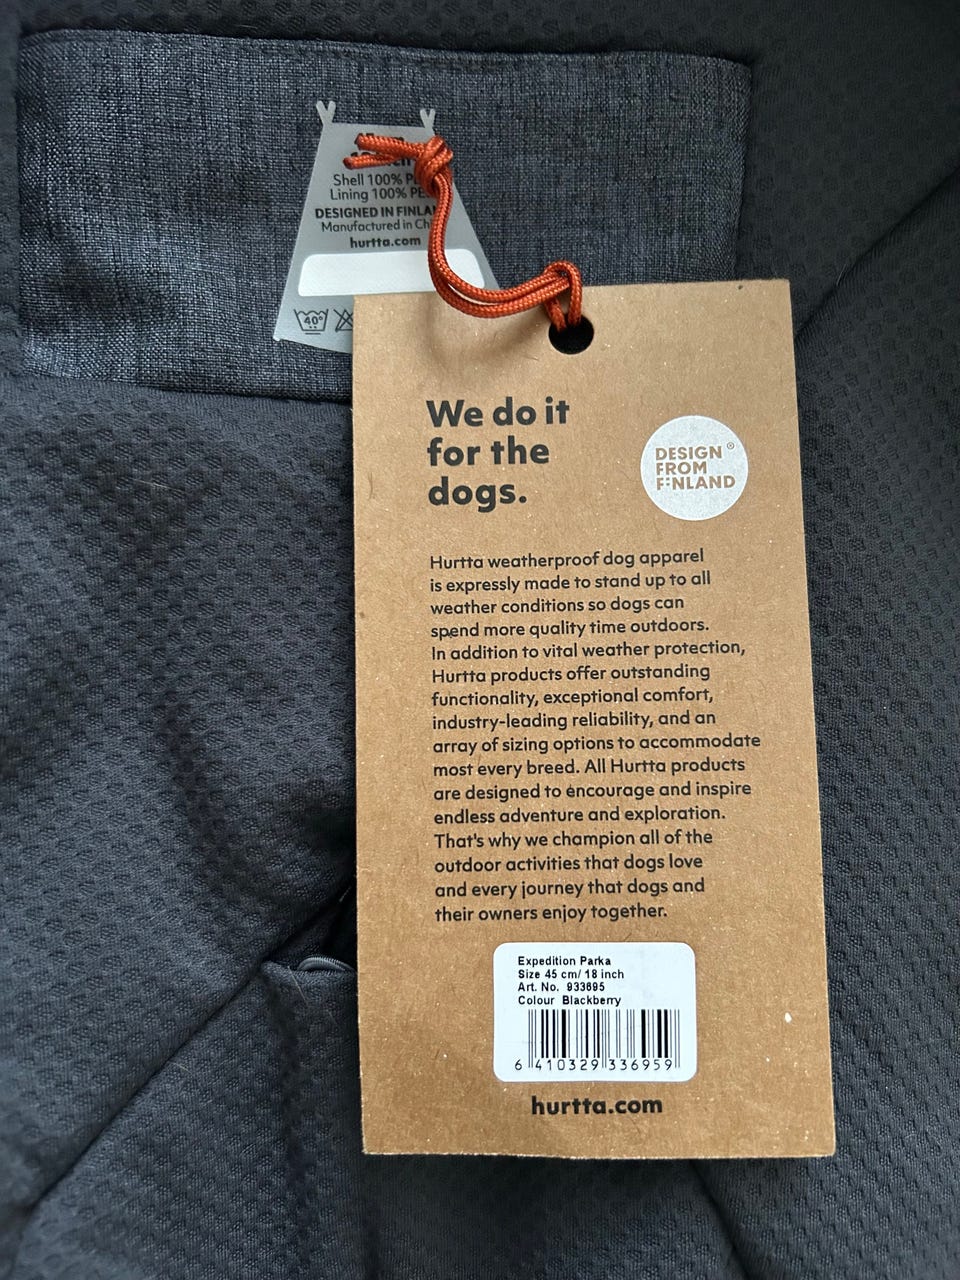 Shell 100%
Lining 100%
DESIGNED IN
Manufactured in
hurtta.com
40°
We do it
for the
dogs.
DESIGN ®
FROM
FINLAND
Hurtta weatherproof dog apparel
is expressly made to stand up to all
weather conditions so dogs can
spend more quality time outdoors.
In addition to vital weather protection,
Hurtta products offer outstanding
functionality, exceptional comfort,
industry-leading reliability, and an
array of sizing options to accommodate
most every breed. All Hurtta products
are designed to encourage and inspire
endless adventure and exploration.
That's why we champion all of the
outdoor activities that dogs love
and every journey that dogs and
their owners enjoy together.
Expedition Parka
Size 45 cm/ 18 inch
Art. No. 933695
Colour Blackberry
6 410329 336959
hurtta.com